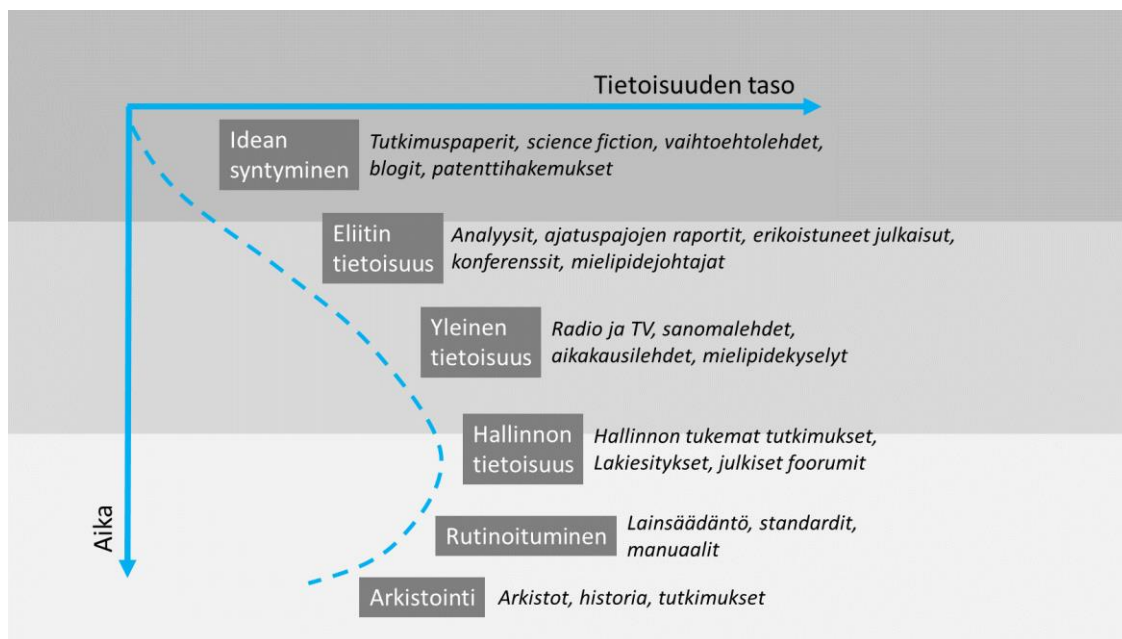 Tietoisuuden taso
Idean
syntyminen
Tutkimuspaperit, science fiction, vaihtoehtolehdet,
blogit, patenttihakemukset
Eliitin
tietoisuus
Analyysit, ajatuspajojen raportit, erikoistuneet julkaisut,
konferenssit, mielipidejohtajat
Yleinen
tietoisuus
Radio ja TV, sanomalehdet,
aikakausilehdet, mielipidekyselyt
Hallinnon
tietoisuus
Hallinnon tukemat tutkimukset,
Lakiesitykset, julkiset foorumit
Aika
Rutinoituminen
Lainsäädäntö, standardit,
manuaalit
Arkistointi
Arkistot, historia, tutkimukset